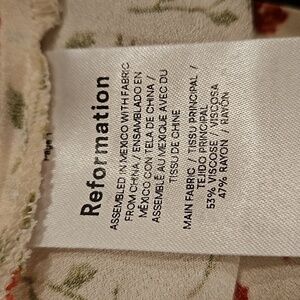 Reformation
ASSEMBLED IN MEXICO WITH FABRIC
FROM CHINA / ENSAMBLADO EN
MÉXICO CON TELA DE CHINA /
ASSEMBLÉ AU MEXIQUE AVEC DU
TISSU DE CHINE
MAIN FABRIC / TISSU PRINCIPAL /
TEJIDO PRINCIPAL
53% VISCOSE / VISCOSA
47% RAYON / RAYON